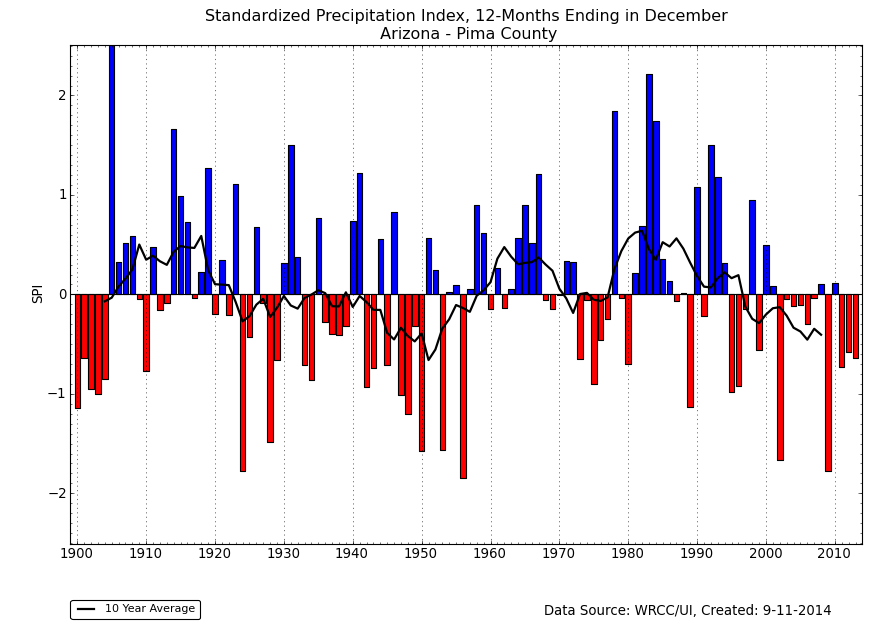 Standardized Precipitation Index, 12-Months Ending in December
Arizona - Pima County
2
1
0
−1
−2
SPI
1900 1910 1920 1930 1940 1950 1960 1970 1980 1990 2000 2010
10 Year Average
Data Source: WRCC/UI, Created: 9-11-2014